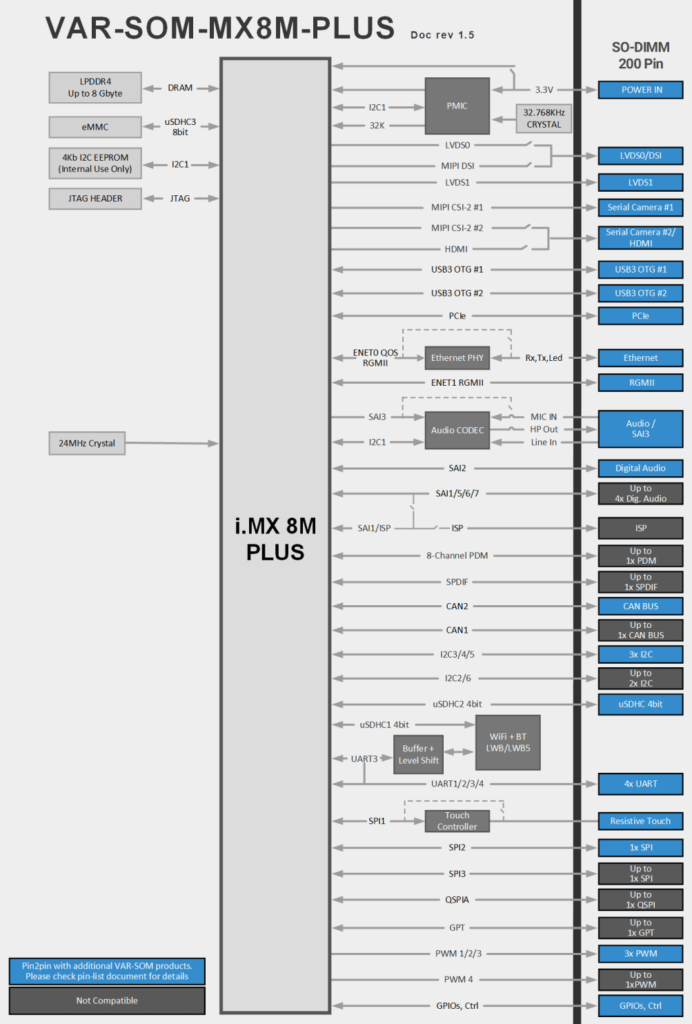 VAR-SOM-MX8M-PLUS Doc rev 1.5
SO-DIMM
200 Pin
LPDDR4
Up to 8 Gbyte
DRAM
eMMC
uSDHC3
8bit
4Kb I2C EEPROM
(Internal Use Only)
I2C1
JTAG HEADER
JTAG
24MHz Crystal
i.MX 8M
PLUS
3.3V
POWER IN
I2C1
PMIC
32K
32.768KHz
CRYSTAL
LVDS0
MIPI DSI
LVDS0/DSI
LVDS1
LVDS1
MIPI CSI-2 #1
Serial Camera #1
MIPI CSI-2 #2
HDMI
Serial Camera #2/
HDMI
USB3 OTG #1
USB3 OTG #1
USB3 OTG #2
USB3 OTG #2
PCIe
PCIe
ENET0 QOS
RGMII
Ethernet PHY
Rx,Tx,Led
Ethernet
ENET1 RGMII
RGMII
SAI3
I2C1
Audio CODEC
MIC IN
HP Out
Line In
Audio /
SAI3
SAI2
Digital Audio
SAI1/5/6/7
Up to
4x Dig. Audio
SAI1/ISP
ISP
ISP
8-Channel PDM
Up to
1x PDM
SPDIF
Up to
1x SPDIF
CAN2
CAN BUS
CAN1
Up to
1x CAN BUS
I2C3/4/5
3x I2C
I2C2/6
Up to
2x I2C
uSDHC2 4bit
uSDHC 4bit
uSDHC1 4bit
WiFi + BT
LWB/LWB5
Buffer +
Level Shift
UART3
UART1/2/3/4
4x UART
SPI1
Touch
Controller
Resistive Touch
SPI2
1x SPI
SPI3
Up to
1x SPI
QSPIA
Up to
1x QSPI
GPT
Up to
1x GPT
PWM 1/2/3
3x PWM
PWM 4
Up to
1xPWM
GPIOs, Ctrl
GPIOs, Ctrl
Pin2pin with additional VAR-SOM products.
Please check pin-list document for details
Not Compatible